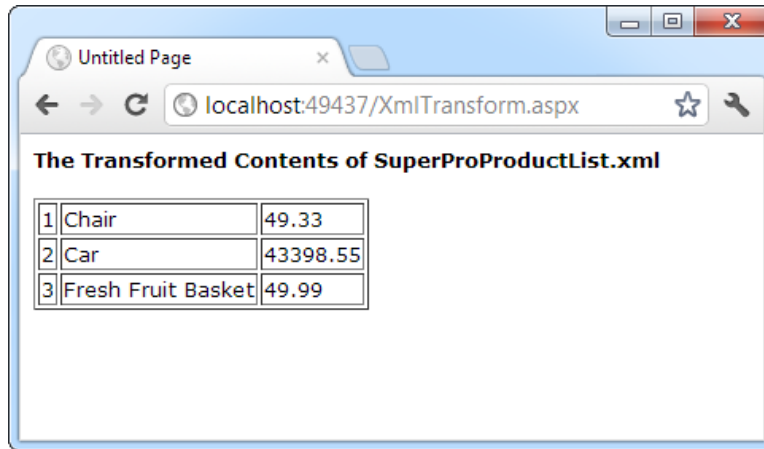 Untitled Page
localhost:49437/XmlTransform.aspx
The Transformed Contents of SuperProProductList.xml
1 Chair 49.33
2 Car 43398.55
3 Fresh Fruit Basket 49.99